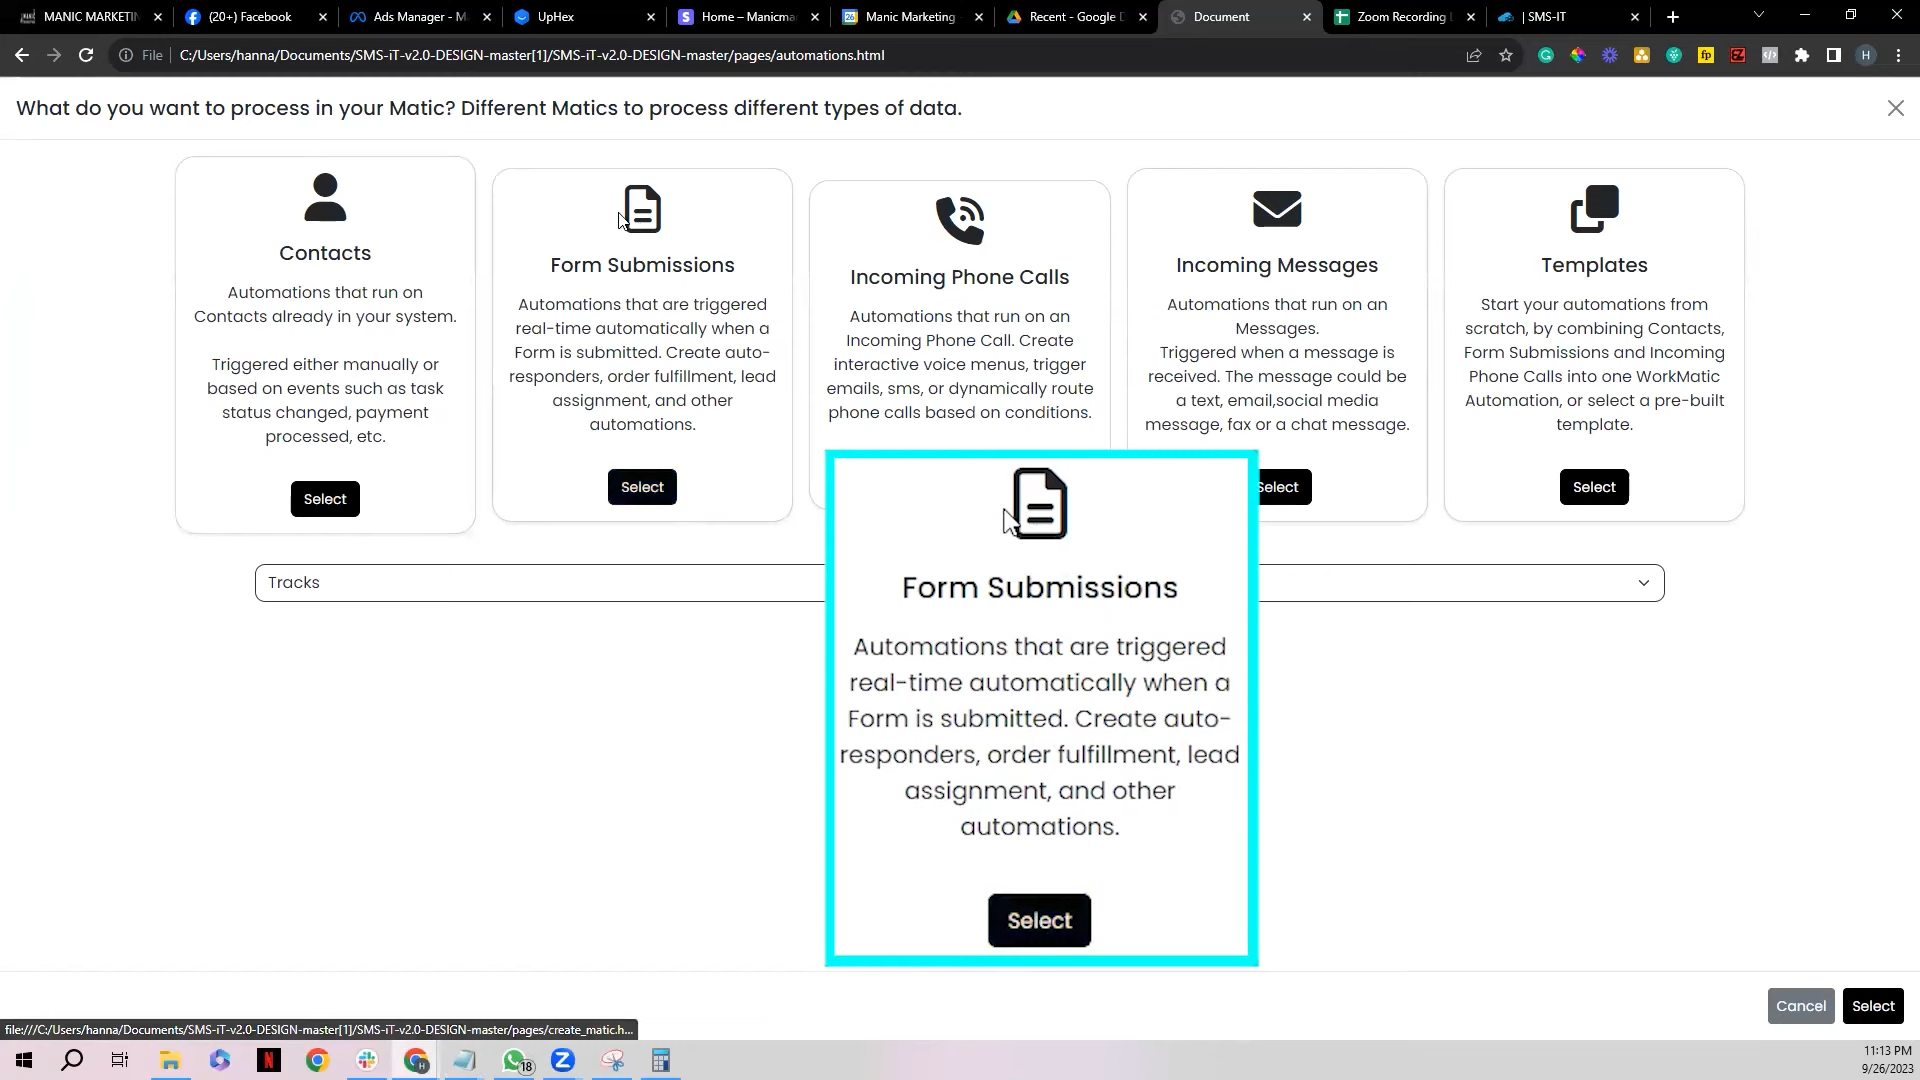 MANIC MARKETIN
(20+) Facebook
Ads Manager - M
UpHex
Home – Manicma
Manic Marketing
Recent - Google D
Document
Zoom Recording
| SMS-IT
File
C:/Users/hanna/Documents/SMS-iT-v2.0-DESIGN-master[1]/SMS-iT-v2.0-DESIGN-master/pages/automations.html
What do you want to process in your Matic? Different Matics to process different types of data.
Contacts
Automations that run on
Contacts already in your system.
Triggered either manually or
based on events such as task
status changed, payment
processed, etc.
Select
Form Submissions
Automations that are triggered
real-time automatically when a
Form is submitted. Create auto-
responders, order fulfillment, lead
assignment, and other
automations.
Select
Incoming Phone Calls
Automations that run on an
Incoming Phone Call. Create
interactive voice menus, trigger
emails, sms, or dynamically route
phone calls based on conditions.
Incoming Messages
Automations that run on an
Messages.
Triggered when a message is
received. The message could be
a text, email,social media
message, fax or a chat message.
Select
Templates
Start your automations from
scratch, by combining Contacts,
Form Submissions and Incoming
Phone Calls into one WorkMatic
Automation, or select a pre-built
template.
Select
Tracks
Form Submissions
Automations that are triggered
real-time automatically when a
Form is submitted. Create auto-
responders, order fulfillment, lead
assignment, and other
automations.
Select
Cancel
Select
file:///C:/Users/hanna/Documents/SMS-iT-v2.0-DESIGN-master[1]/SMS-iT-v2.0-DESIGN-master/pages/create_matic.h...
18
11:13 PM
9/26/2023